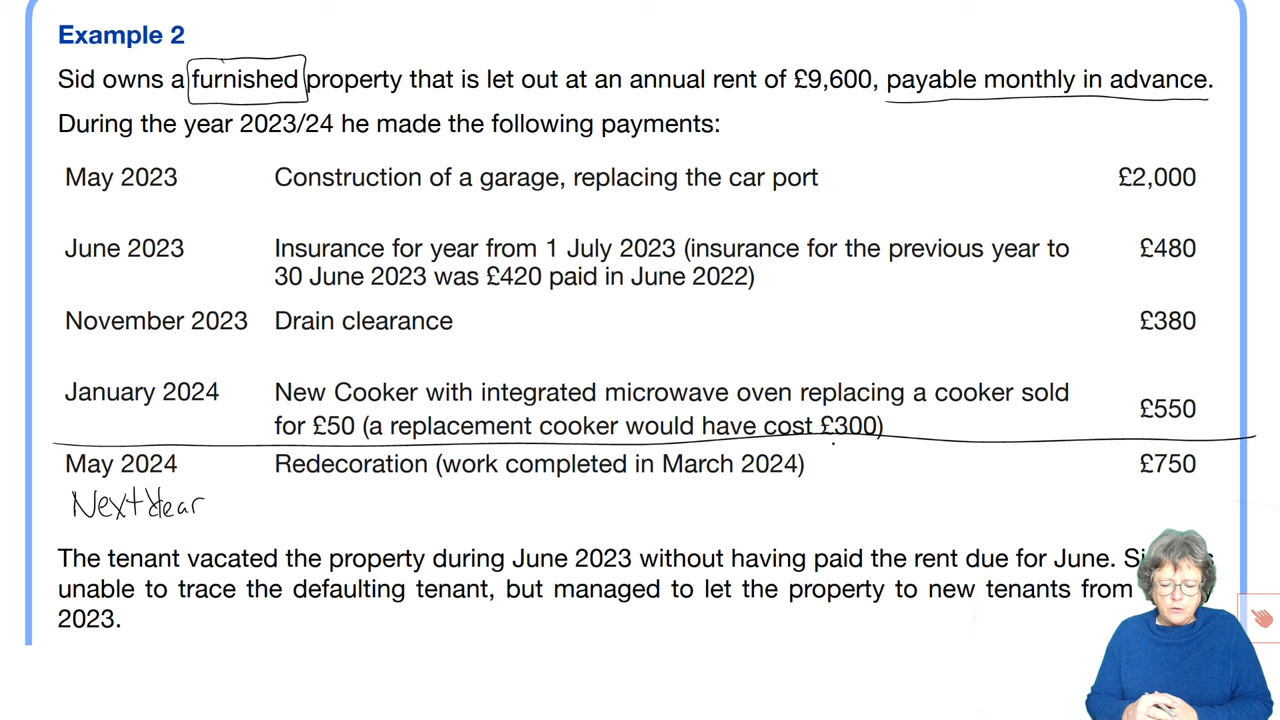 Example 2
Sid owns a furnished property that is let out at an annual rent of £9,600, payable monthly in advance.
During the year 2023/24 he made the following payments:
May 2023 Construction of a garage, replacing the car port £2,000
June 2023 Insurance for year from 1 July 2023 (insurance for the previous year to £480
30 June 2023 was £420 paid in June 2022)
November 2023 Drain clearance £380
January 2024 New Cooker with integrated microwave oven replacing a cooker sold
for £50 (a replacement cooker would have cost £300) £550
May 2024 Redecoration (work completed in March 2024) £750
Next Year
The tenant vacated the property during June 2023 without having paid the rent due for June.
unable to trace the defaulting tenant, but managed to let the property to new tenants from
2023.